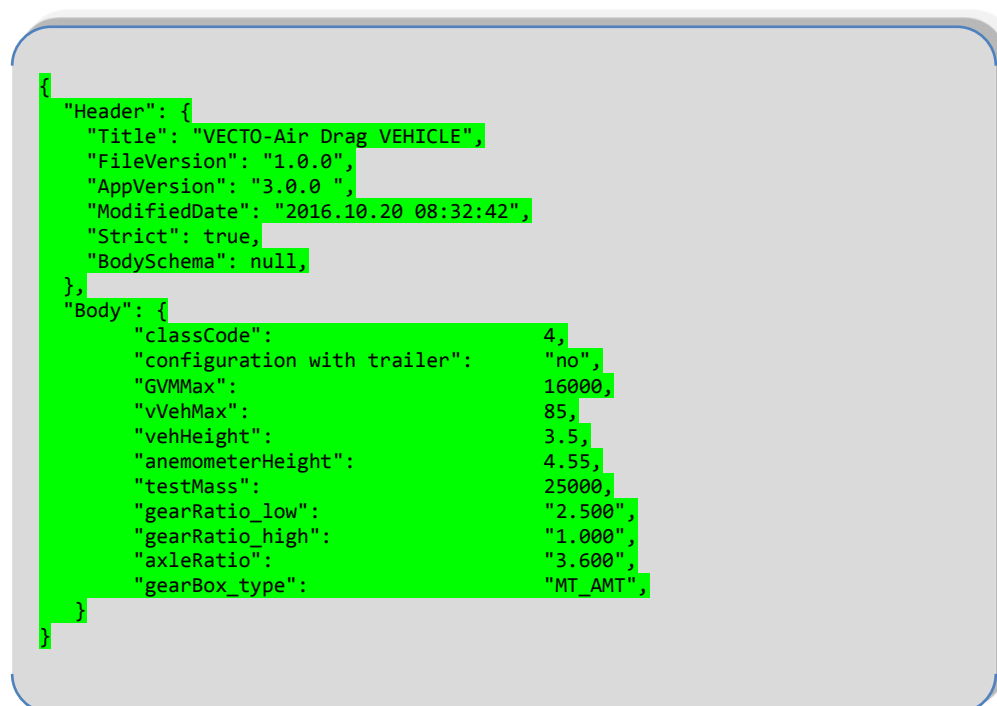 {
  "Header": {
    "Title": "VECTO-Air Drag VEHICLE",
    "FileVersion": "1.0.0",
    "AppVersion": "3.0.0 ",
    "ModifiedDate": "2016.10.20 08:32:42",
    "Strict": true,
    "BodySchema": null,
  },
  "Body": {
        "classCode":                         4,
        "configuration with trailer":        "no",
        "GVMMax":                            16000,
        "vVehMax":                           85,
        "vehHeight":                         3.5,
        "anemometerHeight":                  4.55,
        "testMass":                          25000,
        "gearRatio_low":                     "2.500",
        "gearRatio_high":                    "1.000",
        "axleRatio":                         "3.600",
        "gearBox_type":                      "MT_AMT",
   }
}